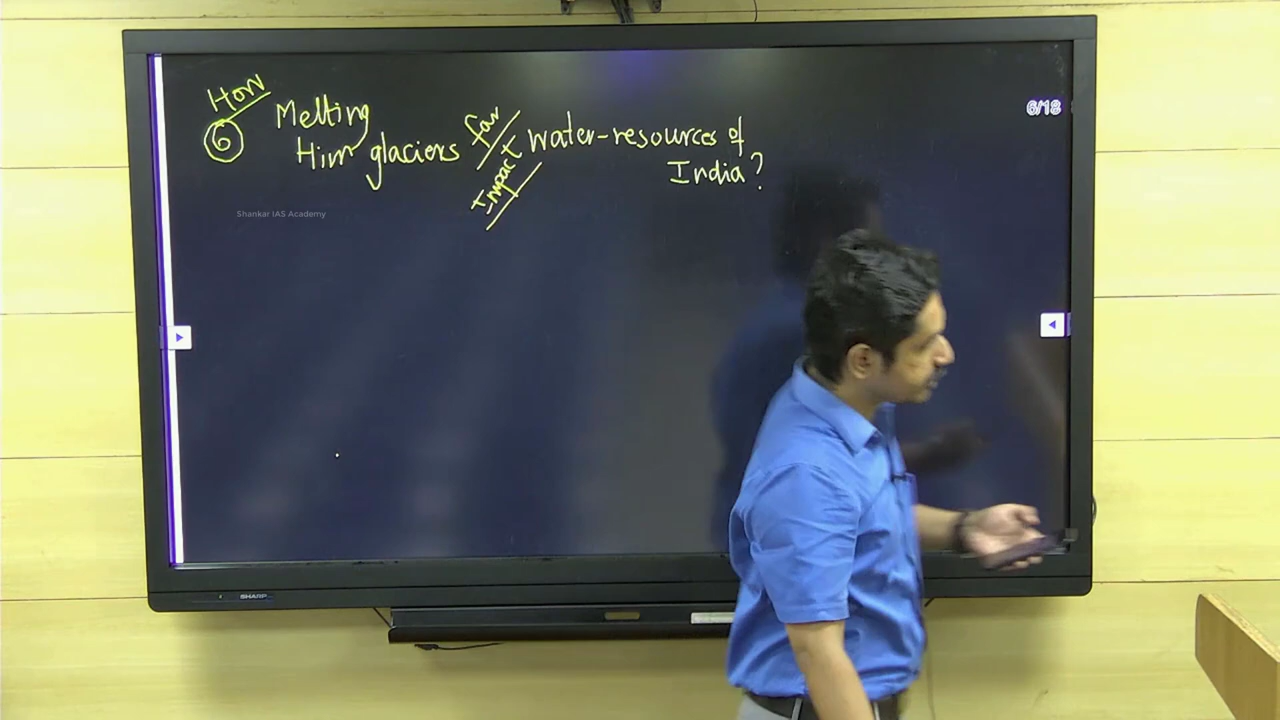 How
6 Melting
Him glaciers far impact water-resources of
India?
6/18
Shankar IAS Academy
SHARP